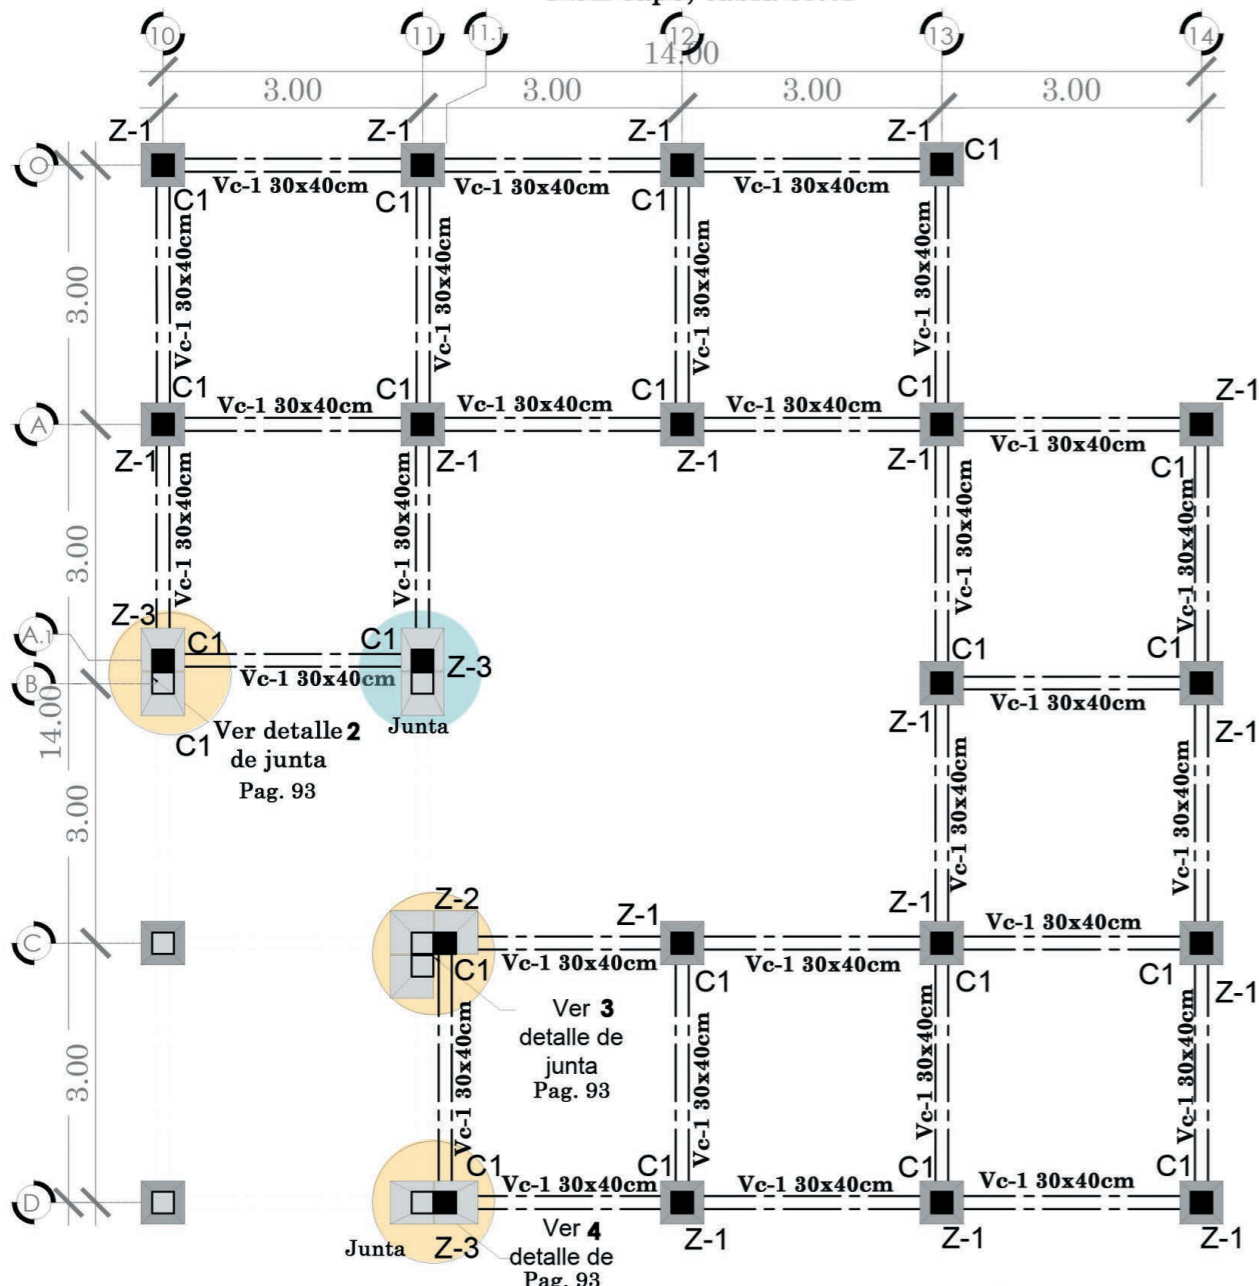 10 11 11.1 12 13 14
14.00
3.00 3.00 3.00 3.00
Z-1 Z-1 Z-1 Z-1
O
C1
Vc-1 30x40cm Vc-1 30x40cm Vc-1 30x40cm
C1 C1 C1
3.00
Vc-1 30x40cm
Vc-1 30x40cm
Vc-1 30x40cm
Vc-1 30x40cm
C1 C1 C1 C1
Z-1
Vc-1 30x40cm Vc-1 30x40cm Vc-1 30x40cm
A
Vc-1 30x40cm
Z-1 Z-1 Z-1 Z-1
C1
3.00
Vc-1 30x40cm
Vc-1 30x40cm
Vc-1 30x40cm
Vc-1 30x40cm
Z-3
A.1
C1 C1
Z-3
C1 C1
B
Vc-1 30x40cm
Vc-1 30x40cm
14.00
Z-1 Z-1
C1
Ver detalle 2
de junta
Pag. 93
Junta
3.00
Vc-1 30x40cm
Vc-1 30x40cm
Z-2
Z-1 Z-1
C
Vc-1 30x40cm
Vc-1 30x40cm Vc-1 30x40cm
C1 C1 C1 C1
Z-1
Ver 3
detalle de
junta
Pag. 93
3.00
Vc-1 30x40cm
Vc-1 30x40cm
Vc-1 30x40cm
Vc-1 30x40cm
C1 C1 C1 C1
Vc-1 30x40cm Vc-1 30x40cm Vc-1 30x40cm
D
Junta
Z-3
Z-1 Z-1 Z-1
Ver 4
detalle de
Pag. 93